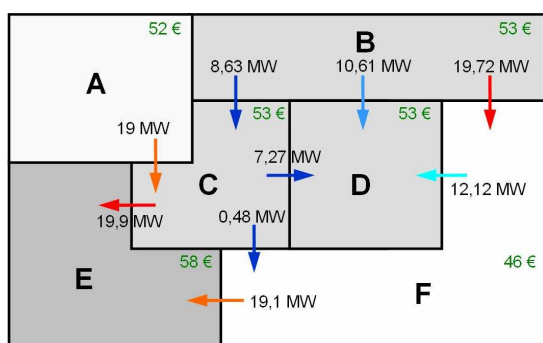 52 €
B
53 €
A
8,63 MW
10,61 MW
19,72 MW
19 MW
53 €
53 €
7,27 MW
C
D
12,12 MW
19,9 MW
0,48 MW
58 €
46 €
E
F
19,1 MW